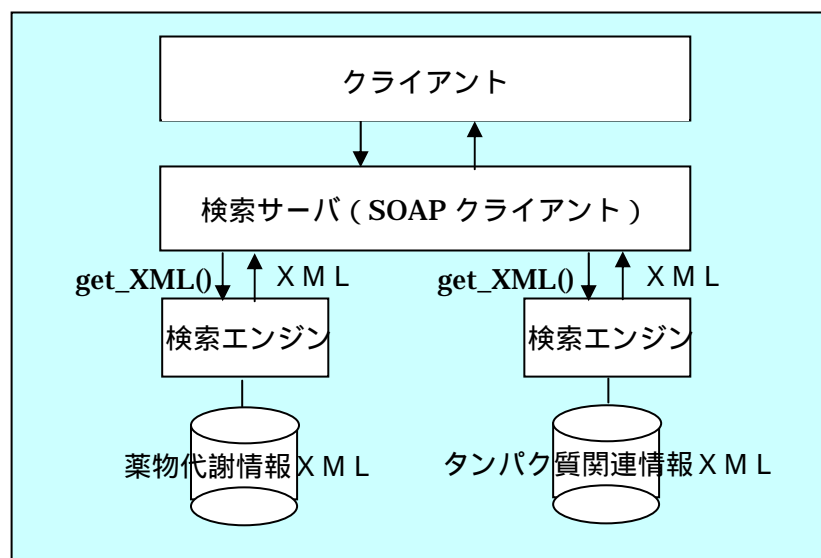 クライアント
検索サーバ ( SOAP クライアント )
get_XML() ＸＭＬ get_XML() ＸＭＬ
検索エンジン 検索エンジン
薬物代謝情報ＸＭＬ タンパク質関連情報ＸＭＬ